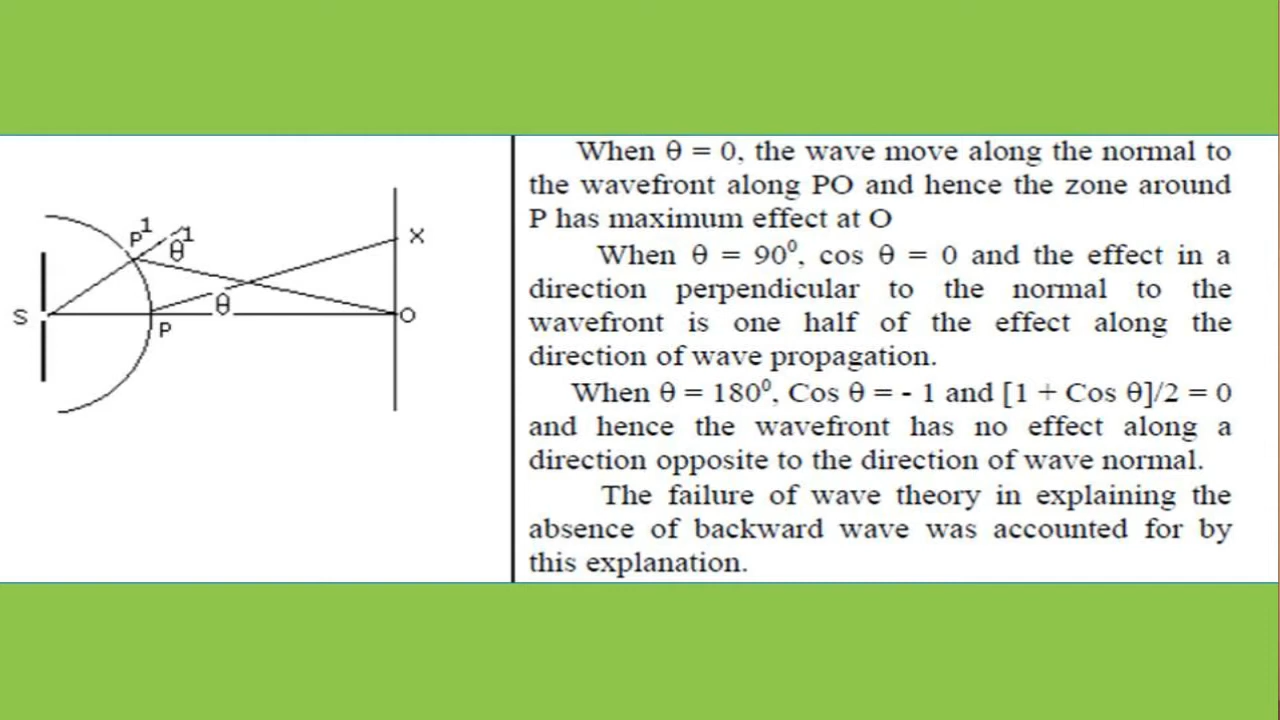 P¹
θ¹
X
S
θ
O
P
When θ = 0, the wave move along the normal to
the wavefront along PO and hence the zone around
P has maximum effect at O
When θ = 90⁰, cos θ = 0 and the effect in a
direction perpendicular to the normal to the
wavefront is one half of the effect along the
direction of wave propagation.
When θ = 180⁰, Cos θ = - 1 and [1 + Cos θ]/2 = 0
and hence the wavefront has no effect along a
direction opposite to the direction of wave normal.
The failure of wave theory in explaining the
absence of backward wave was accounted for by
this explanation.